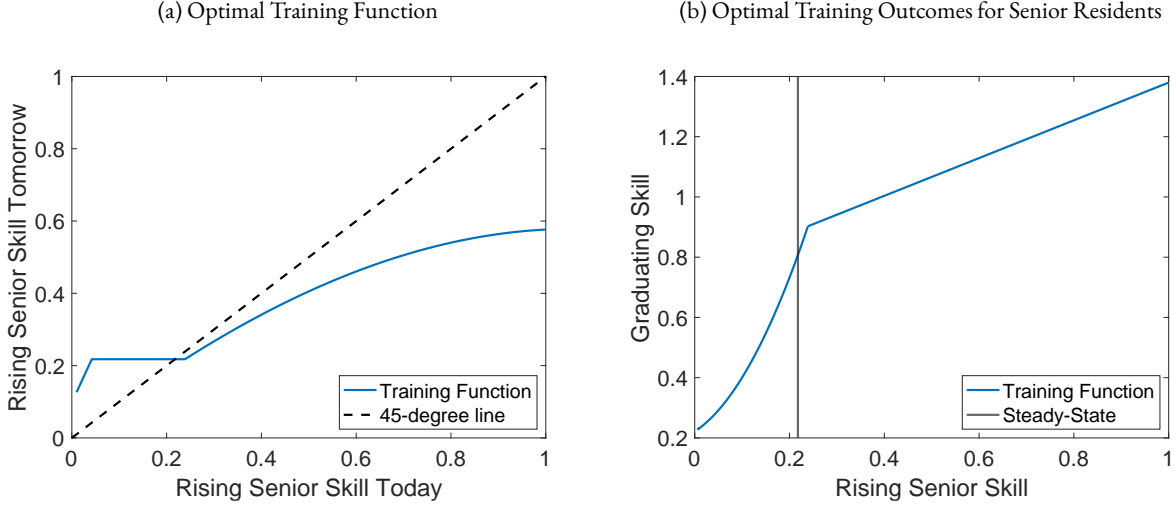 (a) Optimal Training Function
Rising Senior Skill Tomorrow
1
0.8
0.6
0.4
0.2
0
0
0.2
0.4
0.6
0.8
1
Training Function
45-degree line
Rising Senior Skill Today
(b) Optimal Training Outcomes for Senior Residents
Graduating Skill
1.4
1.2
1
0.8
0.6
0.4
0.2
0
0.2
0.4
0.6
0.8
1
Training Function
Steady-State
Rising Senior Skill